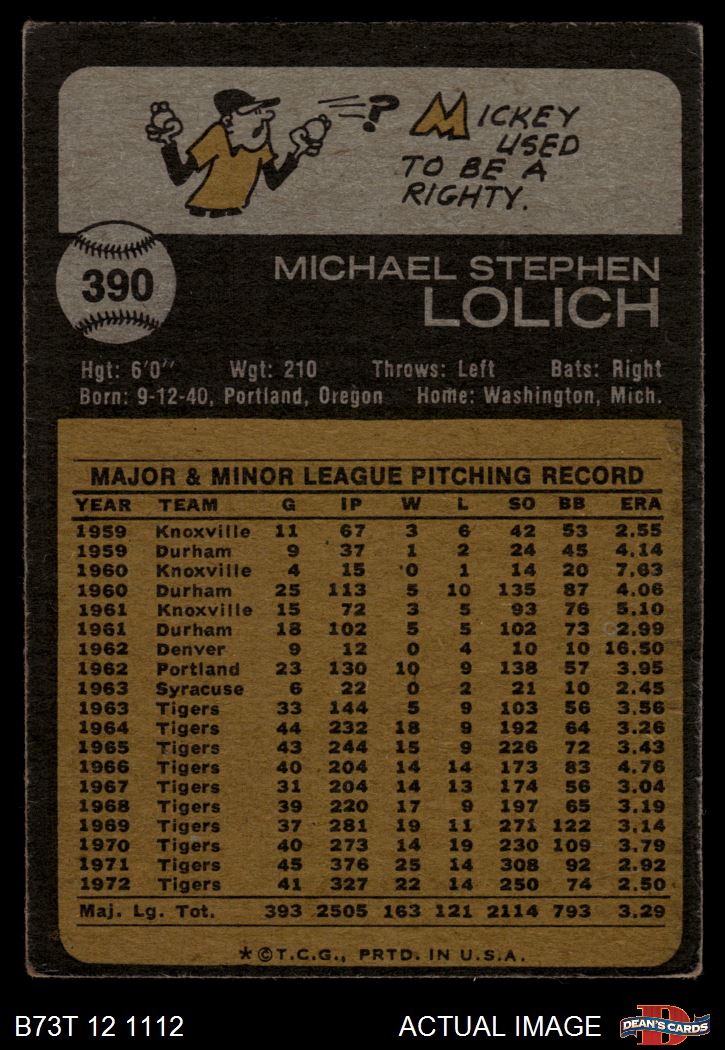 ? MICKEY
USED
TO BE A
RIGHTY.
390
MICHAEL STEPHEN
LOLICH
Hgt: 6'0" Wgt: 210 Throws: Left Bats: Right
Born: 9-12-40, Portland, Oregon Home: Washington, Mich.
MAJOR & MINOR LEAGUE PITCHING RECORD
YEAR TEAM G IP W L SO BB ERA
1959 Knoxville 11 67 3 6 42 53 2.55
1959 Durham 9 37 1 2 24 45 4.14
1960 Knoxville 4 15 0 1 14 20 7.63
1960 Durham 25 113 5 10 135 87 4.06
1961 Knoxville 15 72 3 5 93 76 5.10
1961 Durham 18 102 5 5 102 73 2.99
1962 Denver 9 12 0 4 10 10 16.50
1962 Portland 23 130 10 9 138 57 3.95
1963 Syracuse 6 22 0 2 21 10 2.45
1963 Tigers 33 144 5 9 103 56 3.56
1964 Tigers 44 232 18 9 192 64 3.26
1965 Tigers 43 244 15 9 226 72 3.43
1966 Tigers 40 204 14 14 173 83 4.76
1967 Tigers 31 204 14 13 174 56 3.04
1968 Tigers 39 220 17 9 197 65 3.19
1969 Tigers 37 281 19 11 271 122 3.14
1970 Tigers 40 273 14 19 230 109 3.79
1971 Tigers 45 376 25 14 308 92 2.92
1972 Tigers 41 327 22 14 250 74 2.50
Maj. Lg. Tot. 393 2505 163 121 2114 793 3.29
*©T.C.G., PRTD. IN U.S.A.
B73T 12 1112 ACTUAL IMAGE DEAN'S CARDS